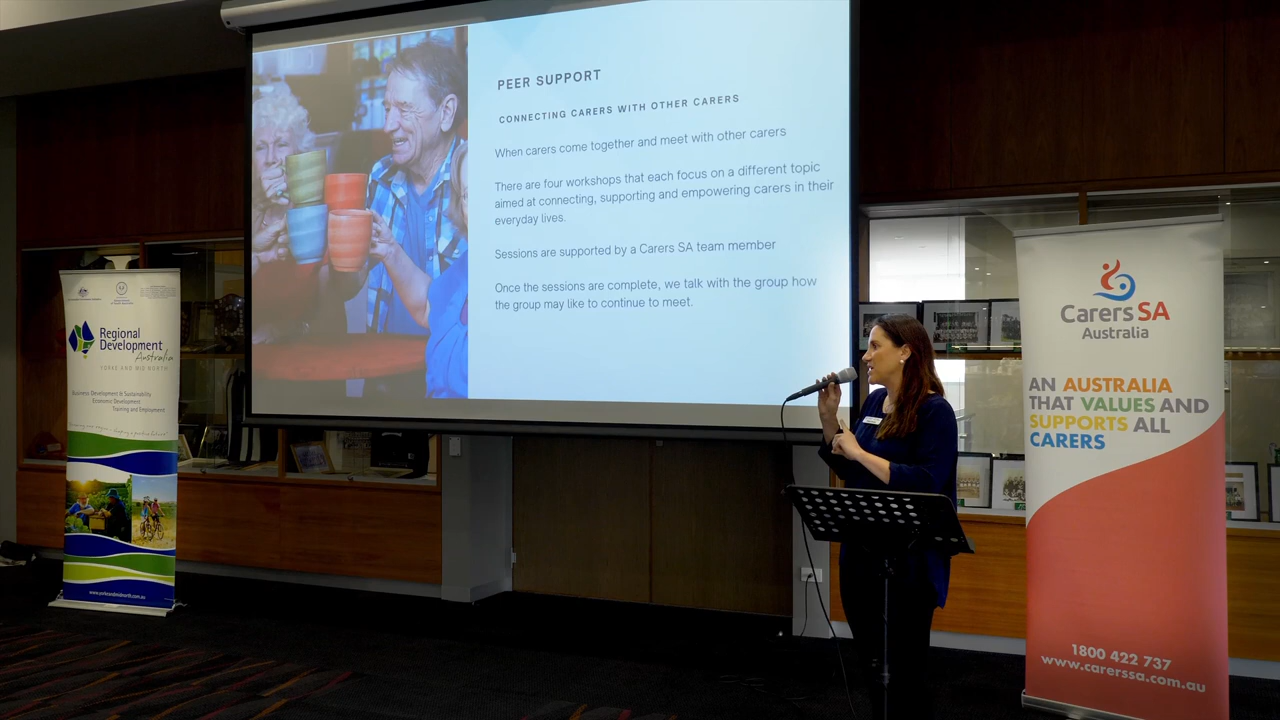 PEER SUPPORT
CONNECTING CARERS WITH OTHER CARERS
When carers come together and meet with other carers
There are four workshops that each focus on a different topic
aimed at connecting, supporting and empowering carers in their
everyday lives.
Sessions are supported by a Carers SA team member
Once the sessions are complete, we talk with the group how
the group may like to continue to meet.
Regional
Development
Australia
YORKE AND MID NORTH
Business Development & Sustainability
Economic Development
Training and Employment
www.yorkeandmidnorth.com.au
Carers SA
Australia
AN AUSTRALIA
THAT VALUES AND
SUPPORTS ALL
CARERS
1800 422 737
www.carerssa.com.au